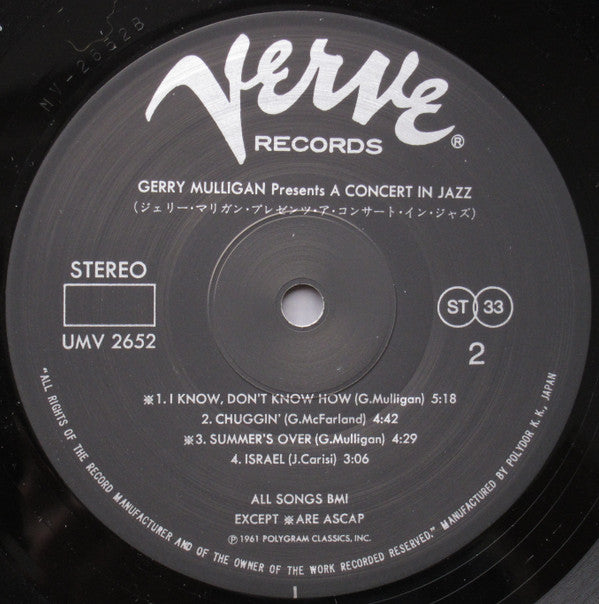 MV-2652B
Verve
RECORDS ®
GERRY MULLIGAN Presents A CONCERT IN JAZZ
(ジェリー・マリガン・プレゼンツ・ア・コンサート・イン・ジャズ)
STEREO
UMV 2652
ST 33
2
※1. I KNOW, DON'T KNOW HOW (G.Mulligan) 5:18
2. CHUGGIN' (G.McFarland) 4:42
※3. SUMMER'S OVER (G.Mulligan) 4:29
4. ISRAEL (J.Carisi) 3:06
ALL SONGS BMI
EXCEPT ※ARE ASCAP
Ⓟ 1961 POLYGRAM CLASSICS, INC.
"ALL RIGHTS OF THE RECORD MANUFACTURER AND OF THE OWNER OF THE WORK RECORDED RESERVED." MANUFACTURED BY POLYDOR K. K., JAPAN
I